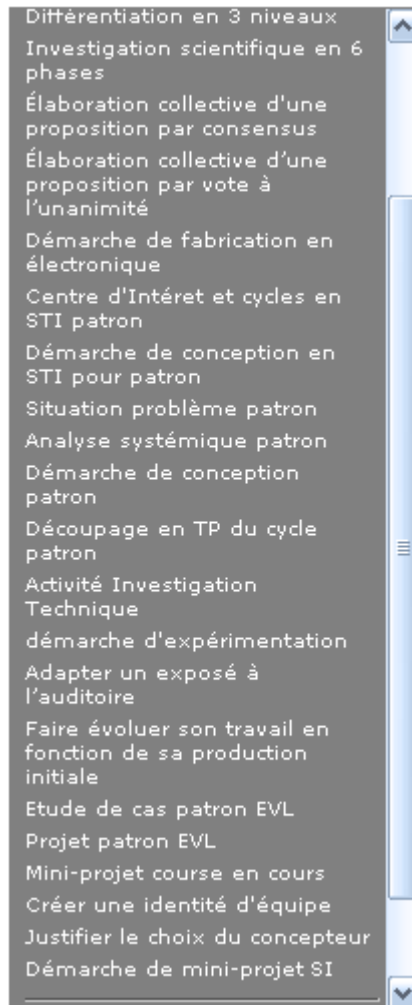 Différentiation en 3 niveaux
Investigation scientifique en 6
phases
Élaboration collective d'une
proposition par consensus
Élaboration collective d’une
proposition par vote à
l’unanimité
Démarche de fabrication en
électronique
Centre d'Intéret et cycles en
STI patron
Démarche de conception en
STI pour patron
Situation problème patron
Analyse systémique patron
Démarche de conception
patron
Découpage en TP du cycle
patron
Activité Investigation
Technique
démarche d'expérimentation
Adapter un exposé à
l’auditoire
Faire évoluer son travail en
fonction de sa production
initiale
Etude de cas patron EVL
Projet patron EVL
Mini-projet course en cours
Créer une identité d'équipe
Justifier le choix du concepteur
Démarche de mini-projet SI